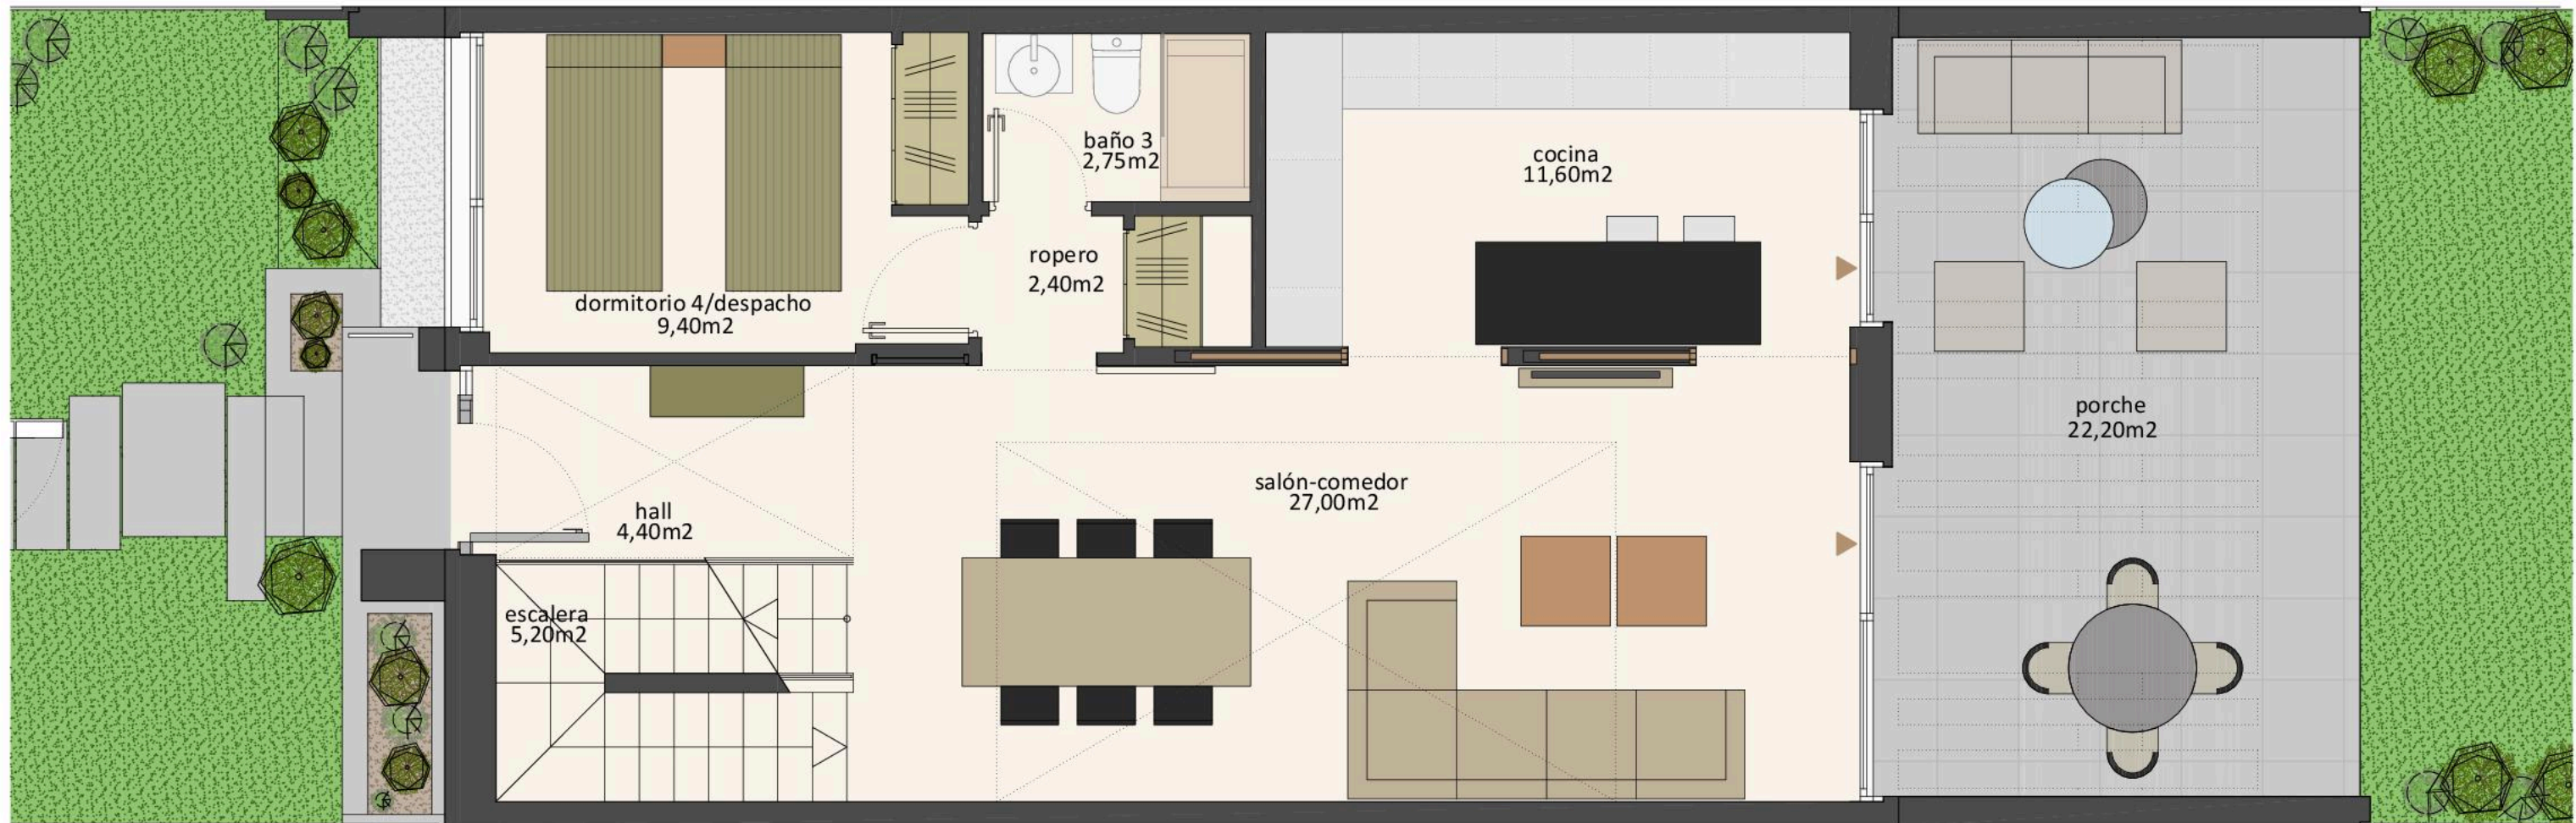 baño 3
2,75m2
cocina
11,60m2
ropero
2,40m2
dormitorio 4/despacho
9,40m2
porche
22,20m2
salón-comedor
27,00m2
hall
4,40m2
escalera
5,20m2